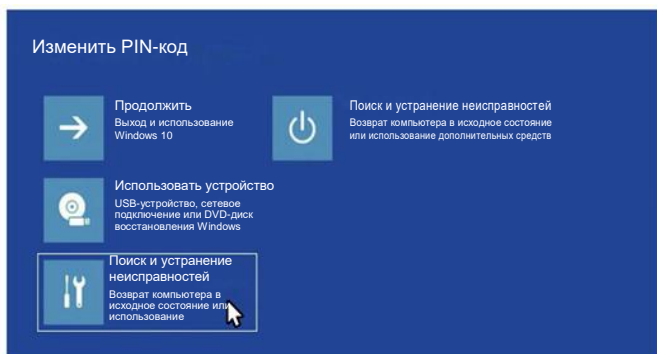 Изменить PIN-код
Продолжить
Выход и использование
Windows 10
Поиск и устранение неисправностей
Возврат компьютера в исходное состояние
или использование дополнительных средств
Использовать устройство
USB-устройство, сетевое
подключение или DVD-диск
восстановления Windows
Поиск и устранение
неисправностей
Возврат компьютера в
исходное состояние или
использование